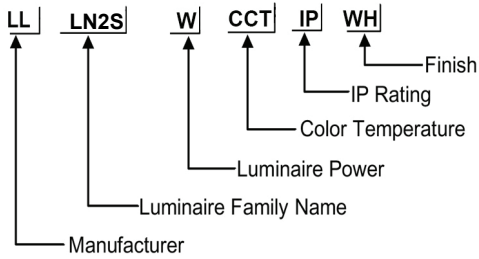 LL LN2S W CCT IP WH
Finish
IP Rating
Color Temperature
Luminaire Power
Luminaire Family Name
Manufacturer